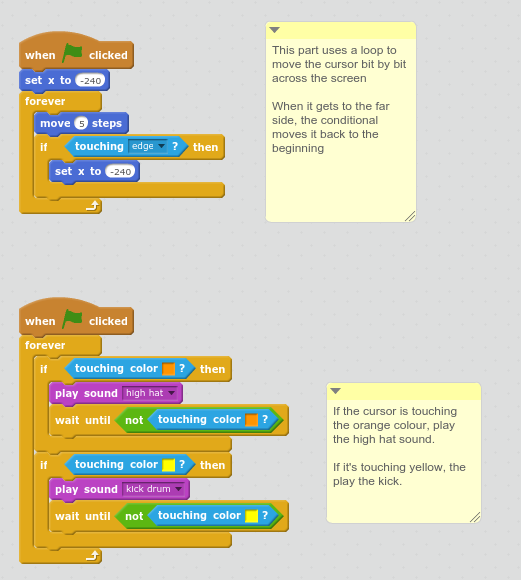 when clicked
set x to -240
forever
move 5 steps
if touching edge ? then
set x to -240
This part uses a loop to
move the cursor bit by bit
across the screen
When it gets to the far
side, the conditional
moves it back to the
beginning
when clicked
forever
if touching color ? then
play sound high hat
wait until not touching color ?
if touching color ? then
play sound kick drum
wait until not touching color ?
If the cursor is touching
the orange colour, play
the high hat sound.
If it's touching yellow, the
play the kick.